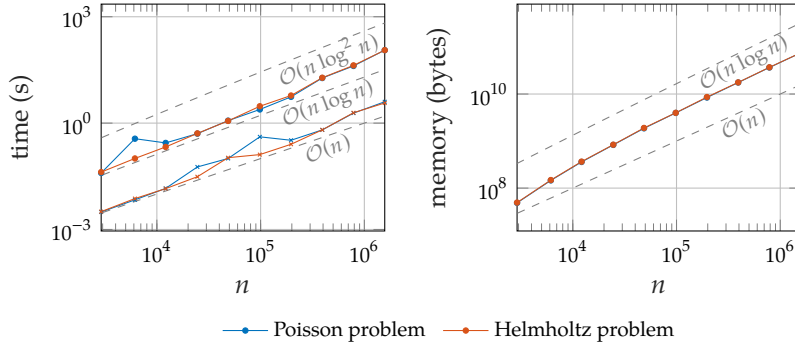 10^3
10^0
10^{-3}
time (s)
O(n log^2 n)
O(n log n)
O(n)
10^4
10^5
10^6
n
10^{10}
10^8
memory (bytes)
O(n log n)
O(n)
10^4
10^5
10^6
n
Poisson problem
Helmholtz problem